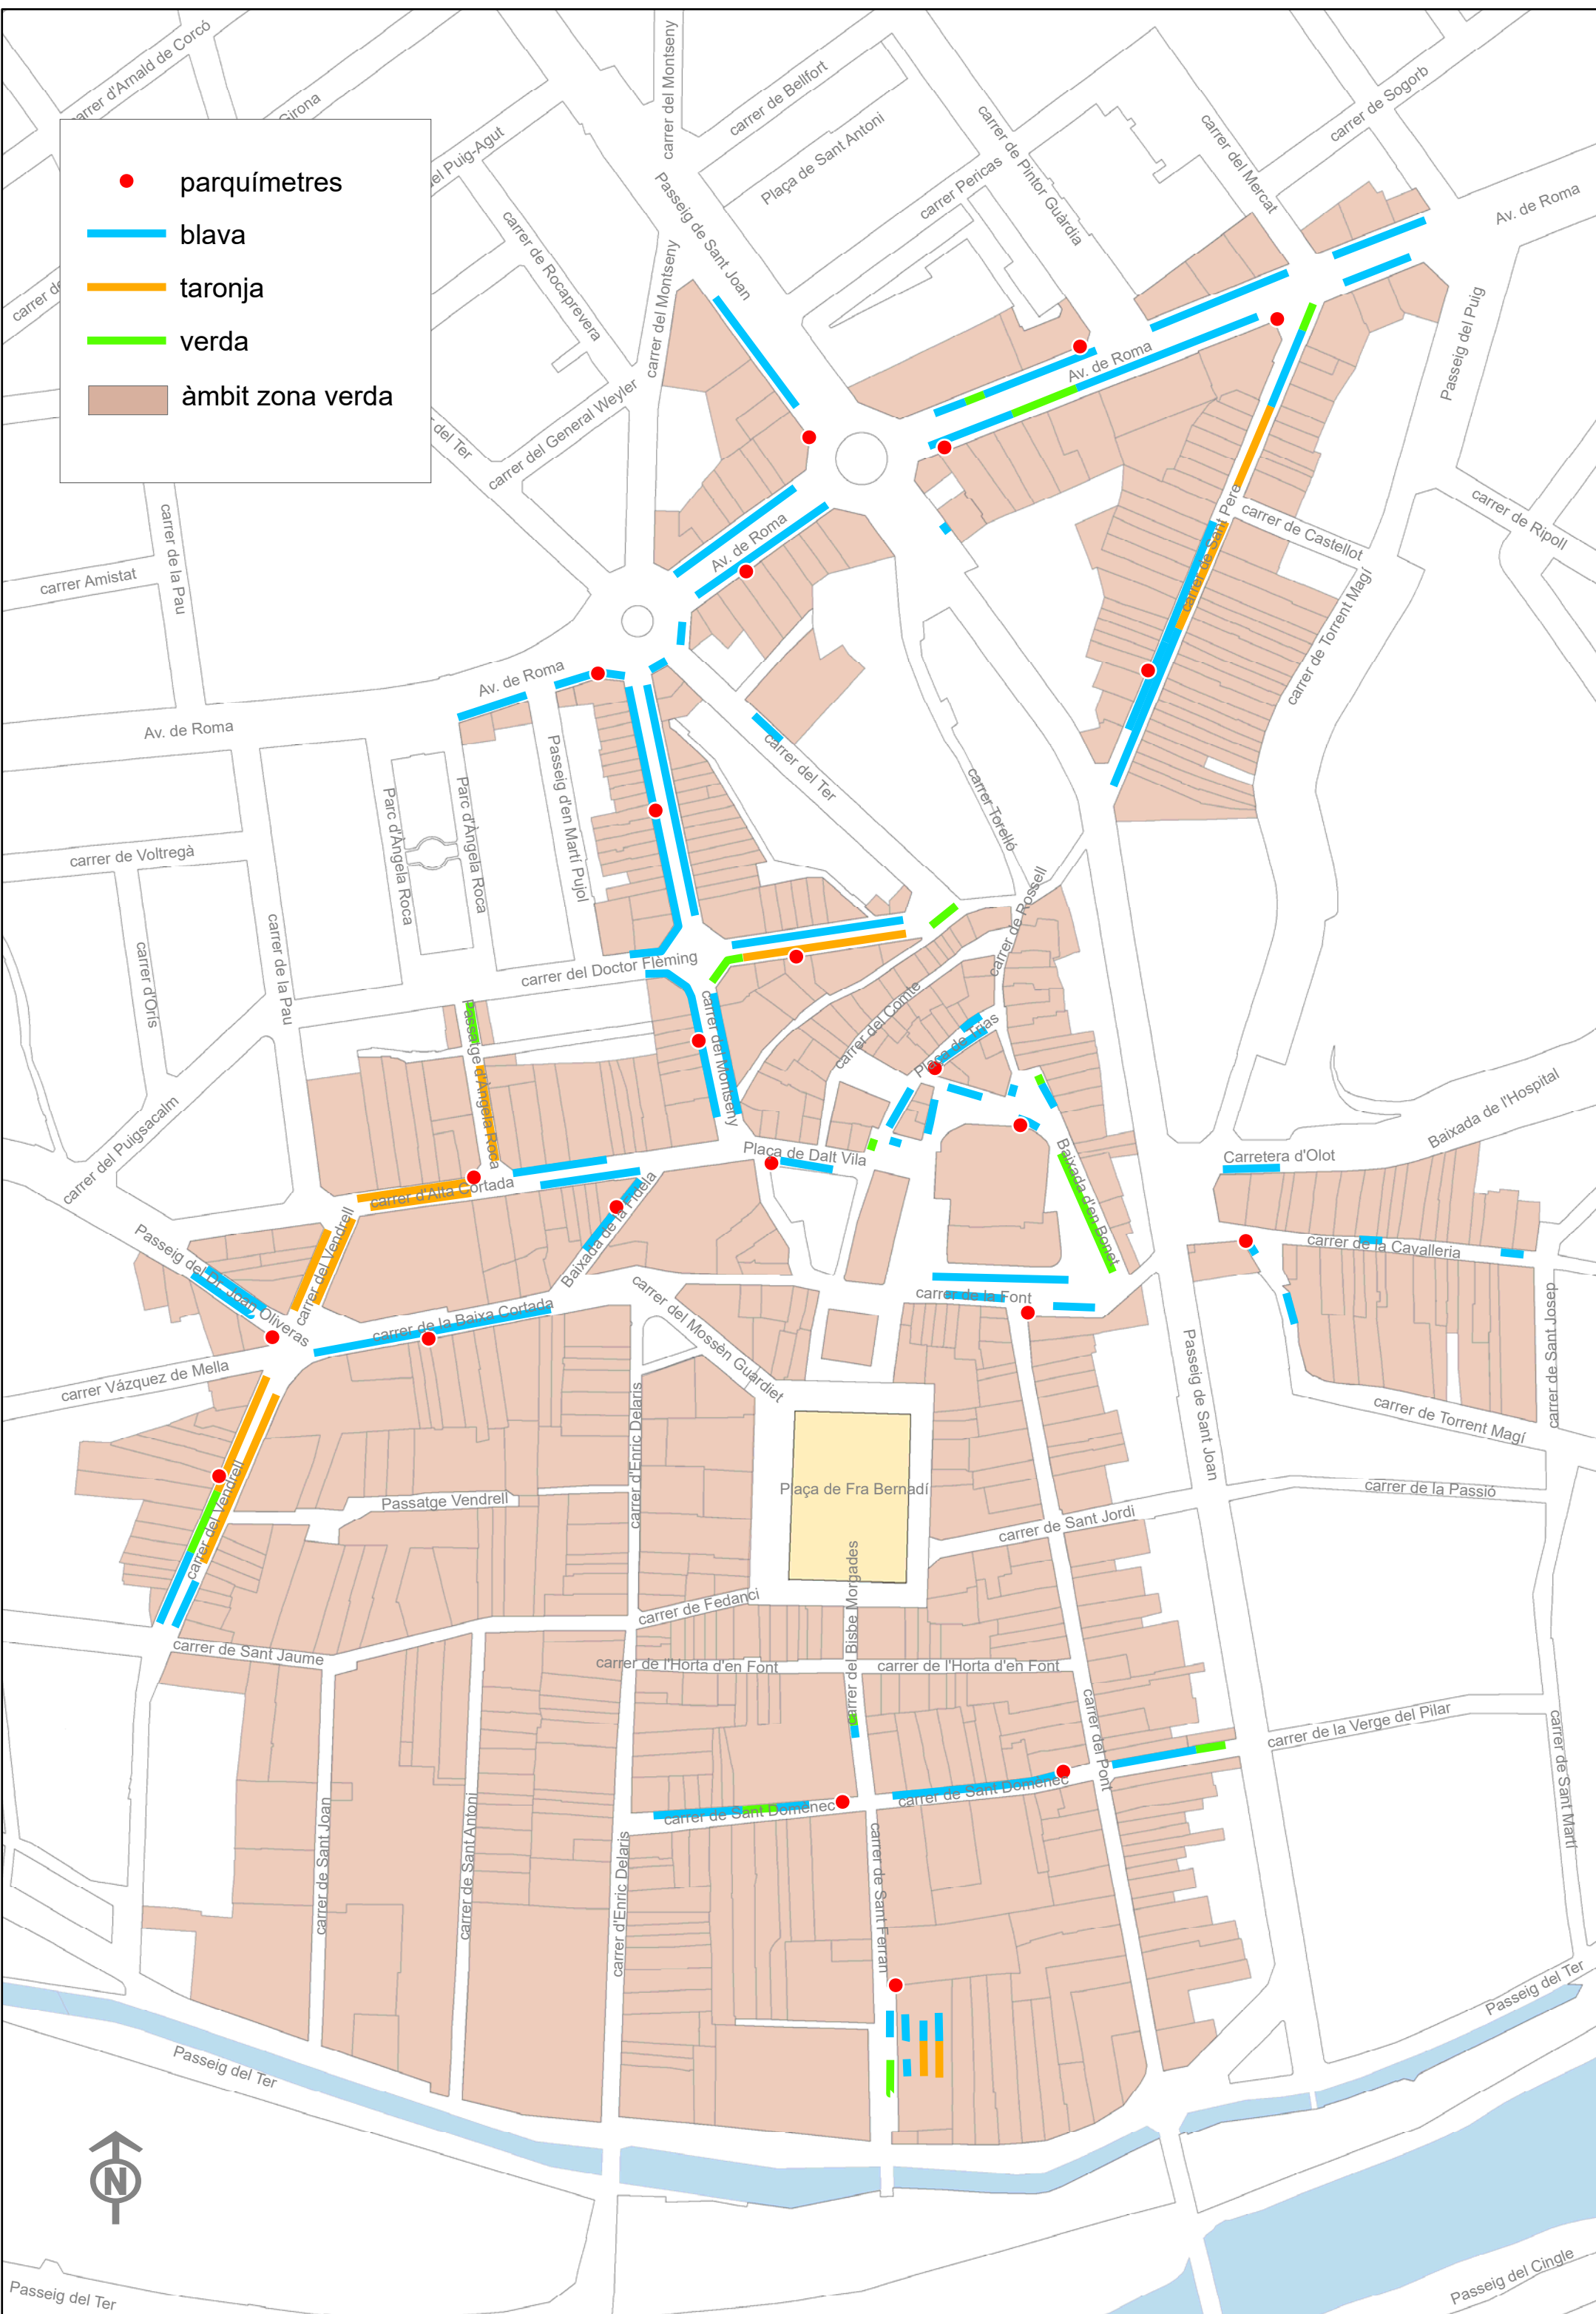 carrer d'Arnald de Corcó
Girona
carrer del Montseny
carrer de Bellfort
Plaça de Sant Antoni
carrer Pericas
carrer de Pintor Guàrdia
carrer del Mercat
carrer de Sogorb
Av. de Roma
parquímetres
blava
taronja
verda
àmbit zona verda
el Puig-Agut
carrer de
carrer de Rocaprevera
Passeig de Sant Joan
carrer del Montseny
carrer del General Weyler
del Ter
Av. de Roma
Passeig del Puig
carrer de Ripoll
carrer de Castellot
carrer de Sant Pere
carrer de Torrent Magí
Av. de Roma
carrer Amistat
carrer de la Pau
Av. de Roma
Av. de Roma
carrer del Ter
carrer Torelló
Passeig d'en Martí Pujol
Parc d'Àngela Roca
Parc d'Àngela Roca
carrer de Voltregà
carrer d'Orís
carrer de la Pau
carrer del Doctor Flèming
carrer de Rossell
carrer del Comte
Plaça de Trias
Passatge d'Àngela Roca
carrer del Montseny
carrer del Puigsacalm
Plaça de Dalt Vila
carrer d'Alta Cortada
Baixada de la Fidela
Baixada d'en Bonet
Baixada de l'Hospital
Carretera d'Olot
carrer de la Cavalleria
carrer de Sant Josep
Passeig del Dr. Joan Oliveras
carrer del Vendrell
carrer de la Baixa Cortada
carrer de la Font
carrer del Mossèn Guardiet
carrer Vázquez de Mella
carrer d'Enric Delaris
Passeig de Sant Joan
carrer de Torrent Magí
Plaça de Fra Bernadí
carrer de la Passió
Passatge Vendrell
carrer del Vendrell
carrer de Sant Jordi
carrer de Fedanci
carrer del Bisbe Morgades
carrer de Sant Jaume
carrer de l'Horta d'en Font
carrer de l'Horta d'en Font
carrer del Pont
carrer de la Verge del Pilar
carrer de Sant Martí
carrer de Sant Domènec
carrer de Sant Domènec
carrer de Sant Joan
carrer de Sant Antoni
carrer d'Enric Delaris
carrer de Sant Ferran
Passeig del Ter
Passeig del Ter
N
Passeig del Ter
Passeig del Cingle